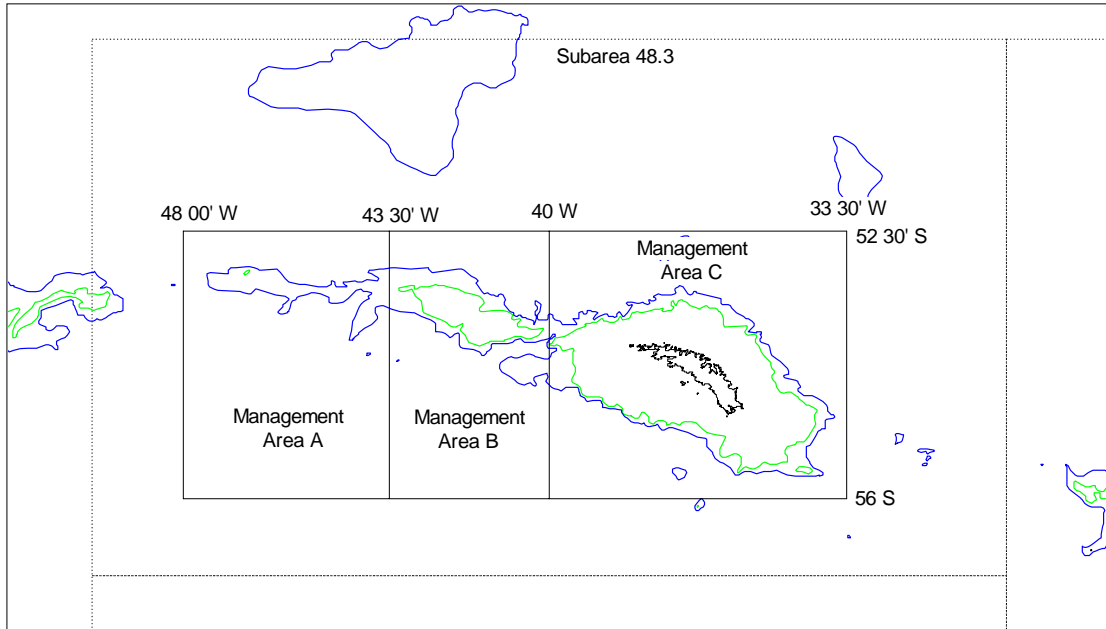 Subarea 48.3
48 00' W
43 30' W
40 W
33 30' W
52 30' S
Management
Area C
Management
Area A
Management
Area B
56 S